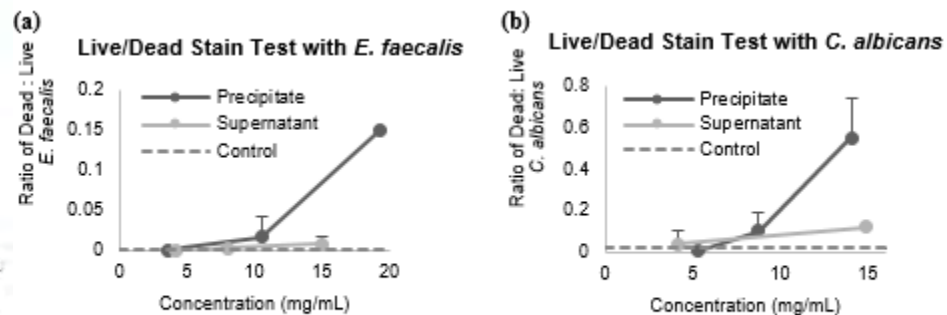 (a)
Live/Dead Stain Test with E. faecalis
Ratio of Dead : Live
E. faecalis
0.2
0.15
0.1
0.05
0
Precipitate
Supernatant
Control
0 5 10 15 20
Concentration (mg/mL)
(b)
Live/Dead Stain Test with C. albicans
Ratio of Dead: Live
C. albicans
0.8
0.6
0.4
0.2
0
Precipitate
Supernatant
Control
0 5 10 15
Concentration (mg/mL)